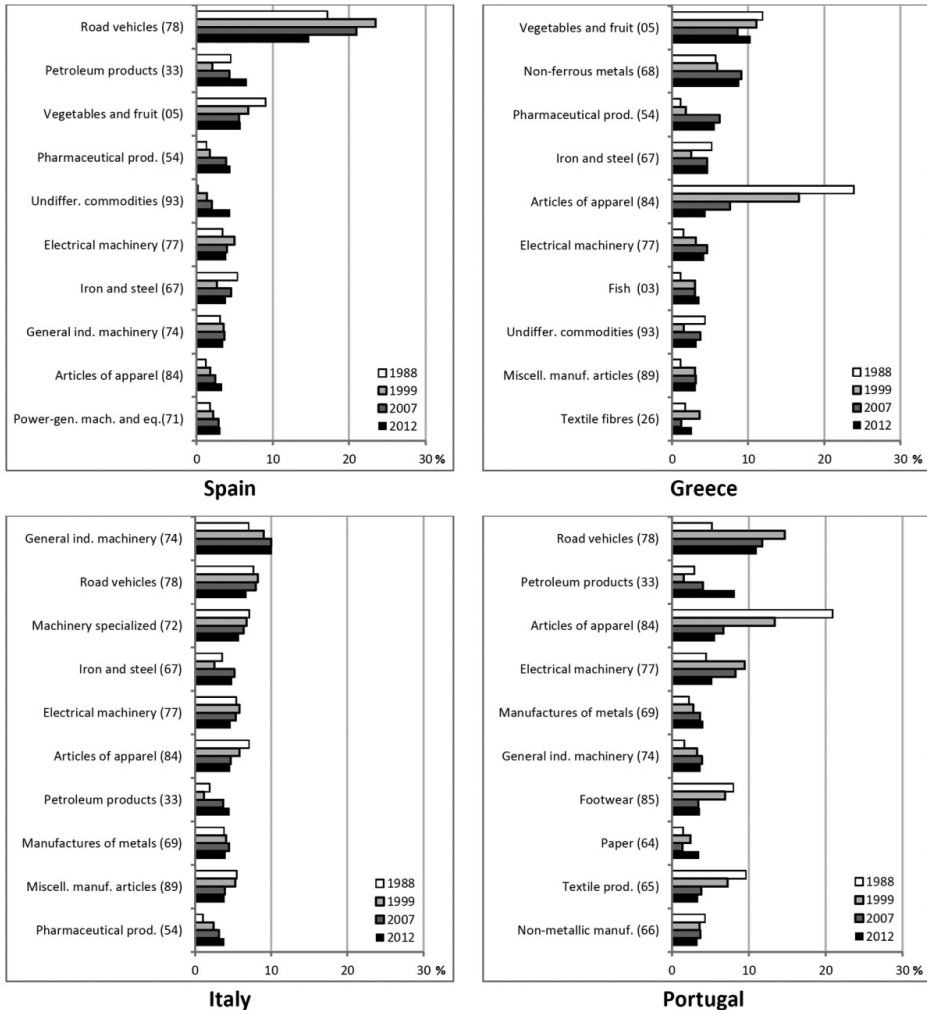 Road vehicles (78)
Petroleum products (33)
Vegetables and fruit (05)
Pharmaceutical prod. (54)
Undiffer. commodities (93)
Electrical machinery (77)
Iron and steel (67)
General ind. machinery (74)
Articles of apparel (84)
Power-gen. mach. and eq.(71)
1988
1999
2007
2012
0 10 20 30 %
Spain
Vegetables and fruit (05)
Non-ferrous metals (68)
Pharmaceutical prod. (54)
Iron and steel (67)
Articles of apparel (84)
Electrical machinery (77)
Fish (03)
Undiffer. commodities (93)
Miscell. manuf. articles (89)
Textile fibres (26)
1988
1999
2007
2012
0 10 20 30 %
Greece
General ind. machinery (74)
Road vehicles (78)
Machinery specialized (72)
Iron and steel (67)
Electrical machinery (77)
Articles of apparel (84)
Petroleum products (33)
Manufactures of metals (69)
Miscell. manuf. articles (89)
Pharmaceutical prod. (54)
1988
1999
2007
2012
0 10 20 30 %
Italy
Road vehicles (78)
Petroleum products (33)
Articles of apparel (84)
Electrical machinery (77)
Manufactures of metals (69)
General ind. machinery (74)
Footwear (85)
Paper (64)
Textile prod. (65)
Non-metallic manuf. (66)
1988
1999
2007
2012
0 10 20 30 %
Portugal